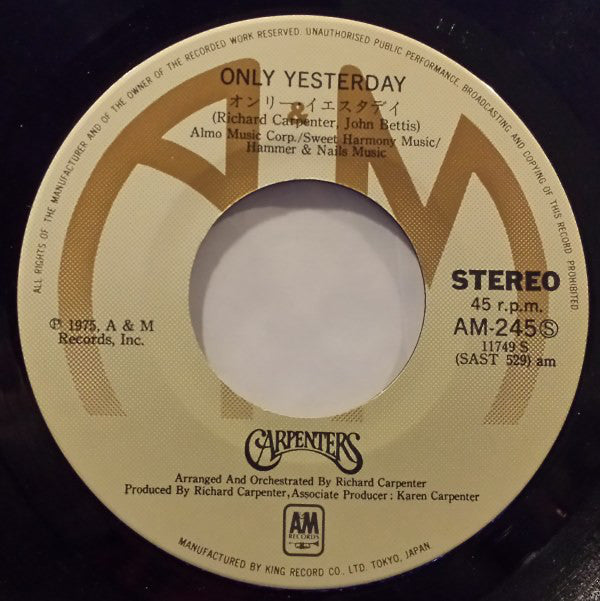 ALL RIGHTS OF THE MANUFACTURER AND OF THE OWNER OF THE RECORDED WORK RESERVED. UNAUTHORISED PUBLIC PERFORMANCE, BROADCASTING AND COPYING OF THIS RECORD PROHIBITED
A&M
ONLY YESTERDAY
オンリー・イエスタデイ
(Richard Carpenter, John Bettis)
Almo Music Corp./Sweet Harmony Music/
Hammer & Nails Music
STEREO
45 r.p.m.
AM-245Ⓢ
11749 S
(SAST 529) am
Ⓟ 1975, A & M
Records, Inc.
CARPENTERS
Arranged And Orchestrated By Richard Carpenter
Produced By Richard Carpenter, Associate Producer : Karen Carpenter
A&M
RECORDS
MANUFACTURED BY KING RECORD CO., LTD. TOKYO, JAPAN